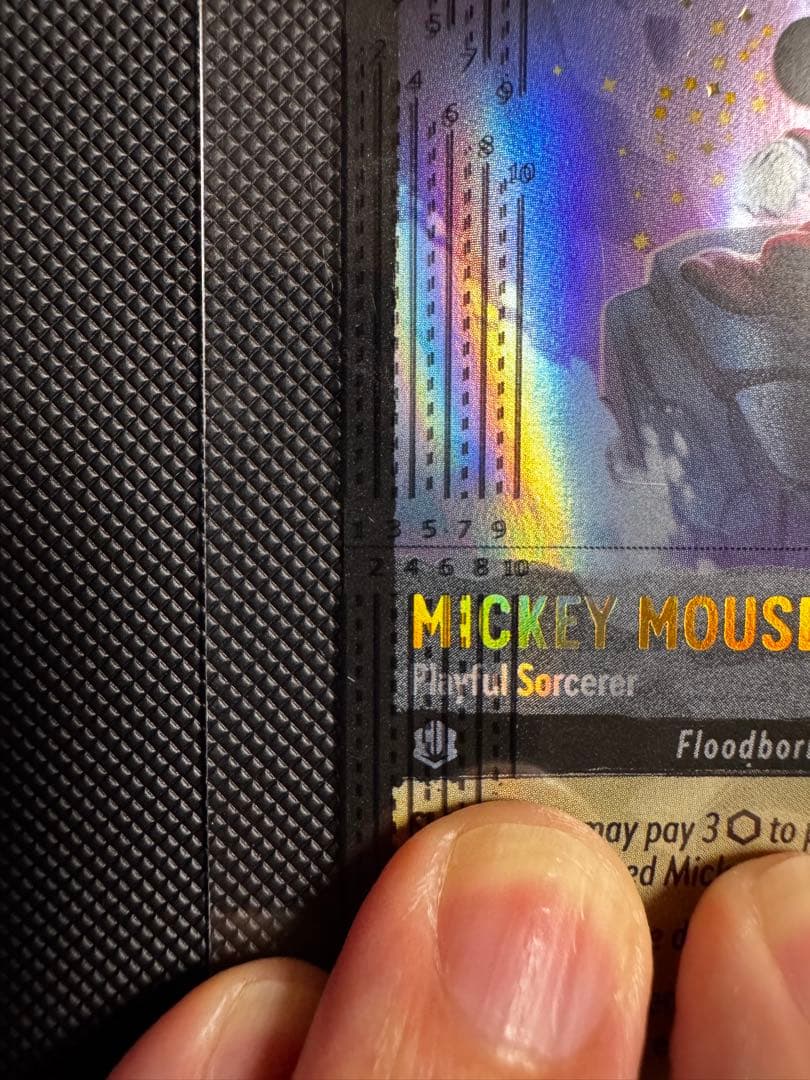 5
2 7
4 9
6
8
10
1 3 5 7 9
2 4 6 8 10
MICKEY MOUSE
Playful Sorcerer
Floodborn
may pay 3 ⬡ to
ed Mick